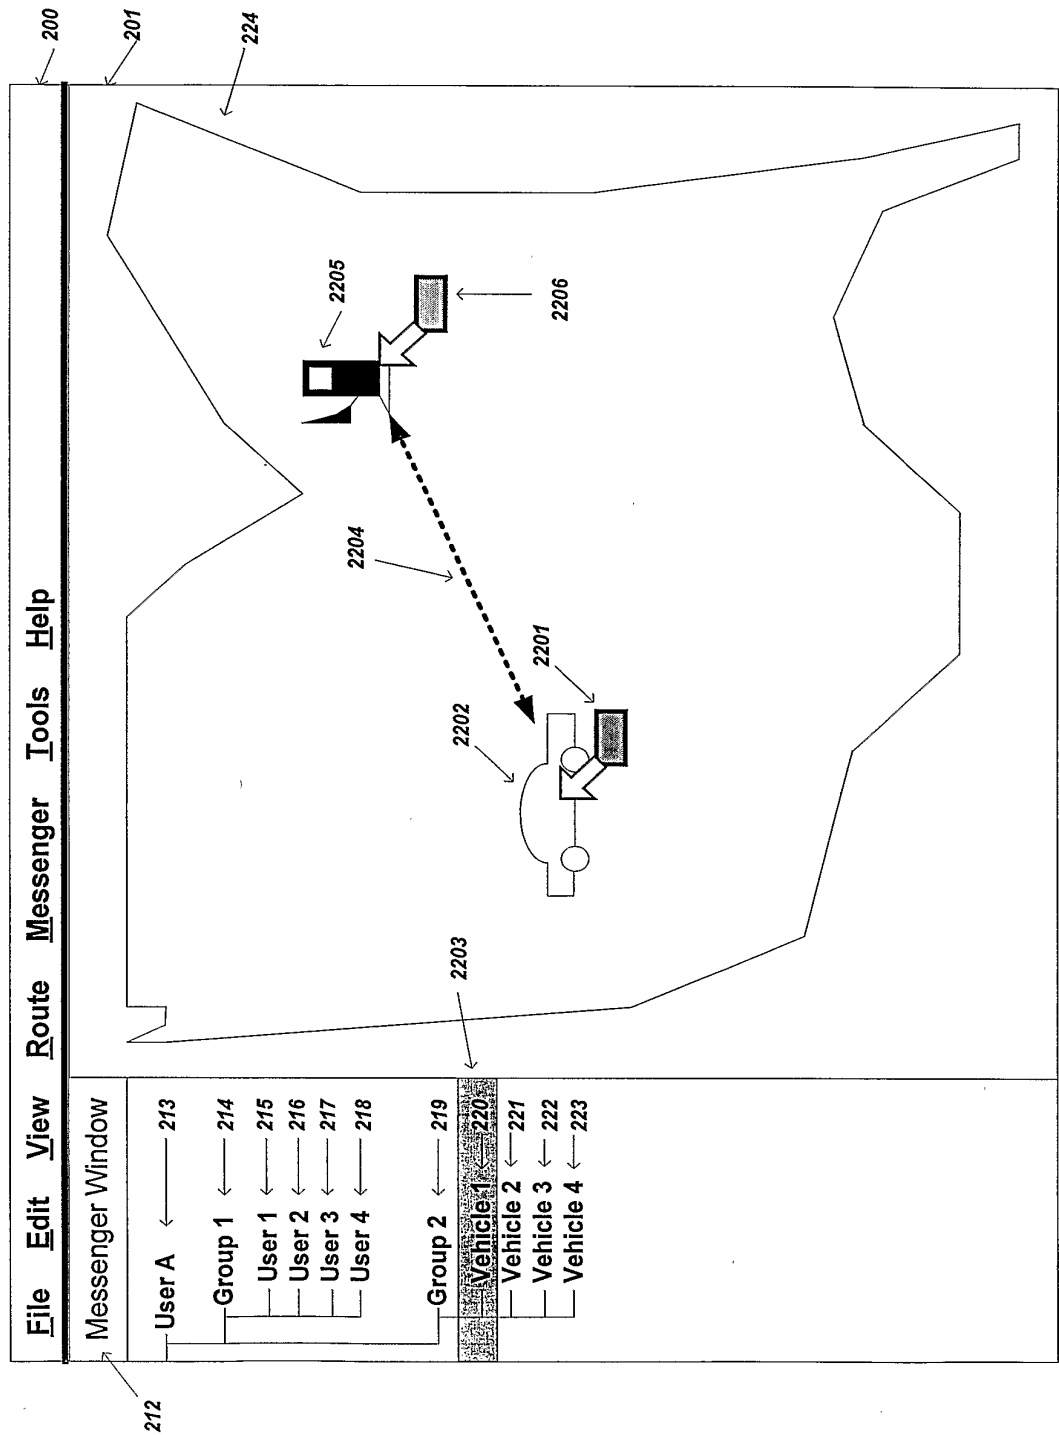 200
201
File Edit View Route Messenger Tools Help
212
Messenger Window
User A 213
Group 1 214
User 1 215
User 2 216
User 3 217
User 4 218
Group 2 219
Vehicle 1 220
Vehicle 2 221
Vehicle 3 222
Vehicle 4 223
2203
224
2205
2206
2204
2202
2201